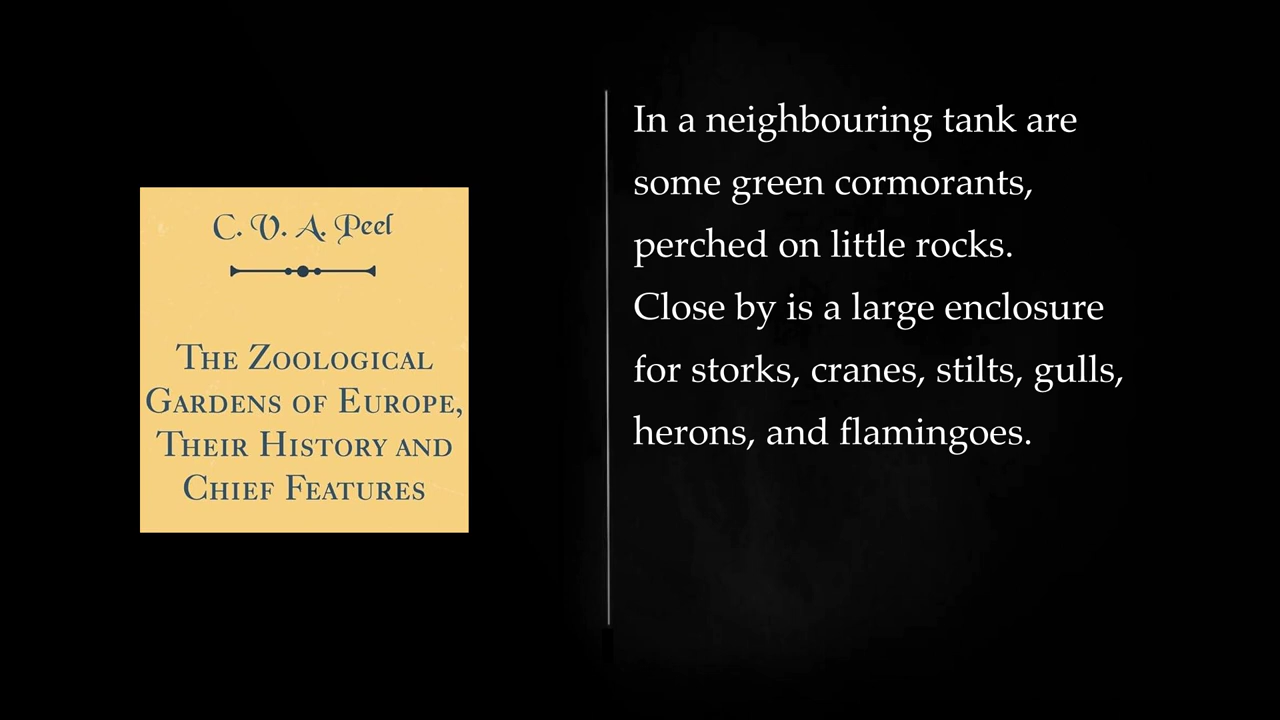 C. V. A. Peel
The Zoological
Gardens of Europe,
Their History and
Chief Features
In a neighbouring tank are
some green cormorants,
perched on little rocks.
Close by is a large enclosure
for storks, cranes, stilts, gulls,
herons, and flamingoes.